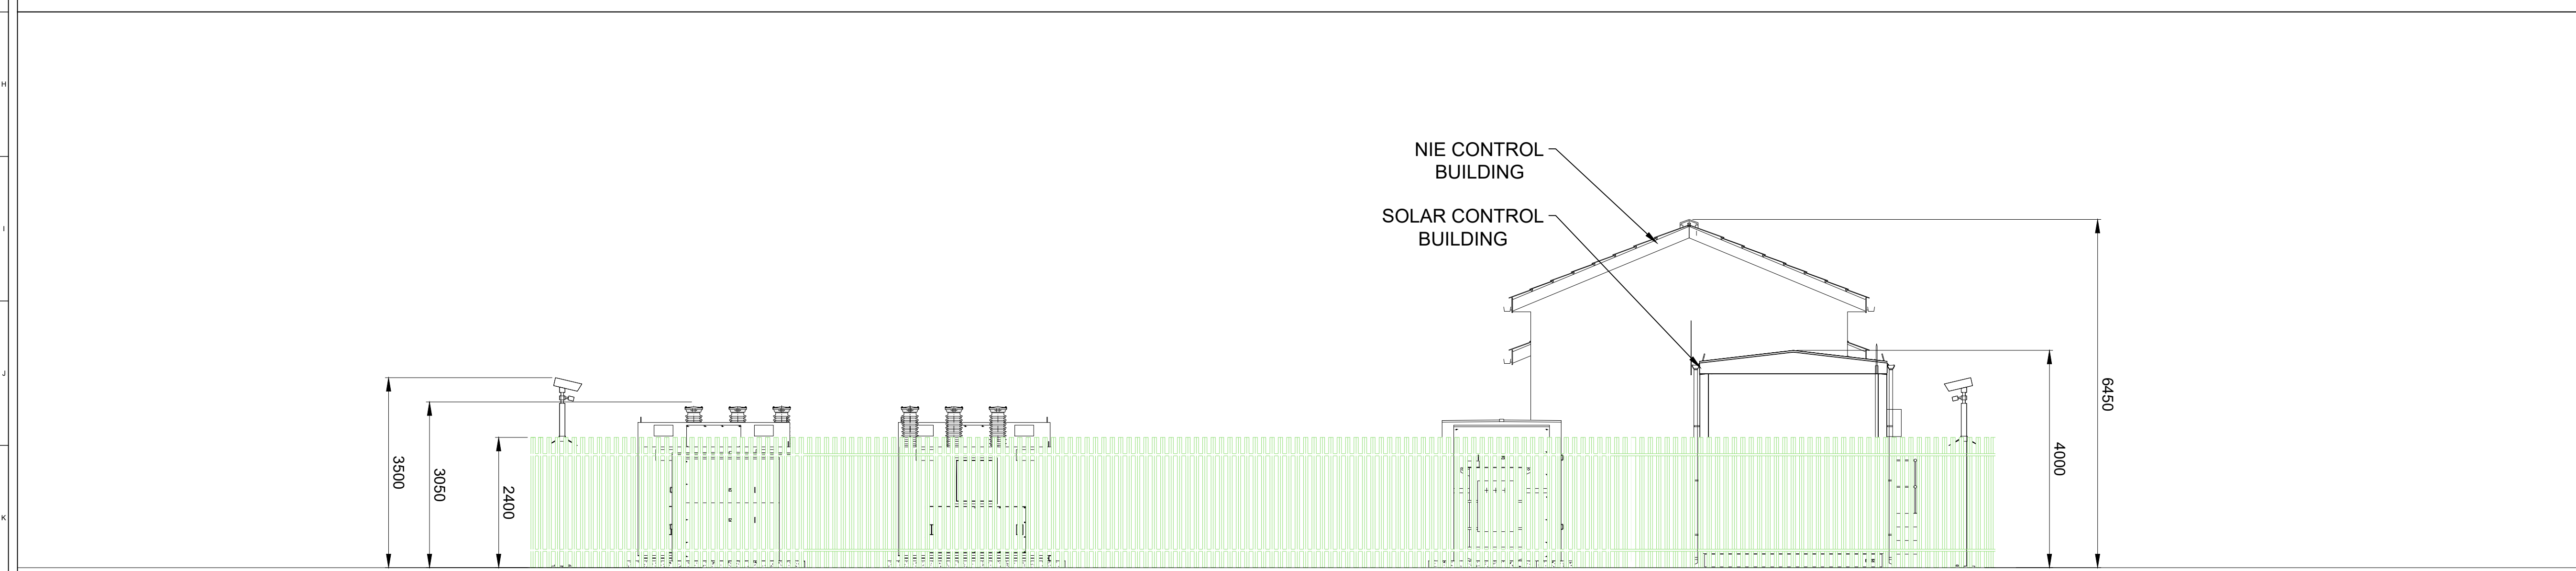 H
I
J
K
NIE CONTROL
BUILDING
SOLAR CONTROL
BUILDING
3500
3050
2400
4000
6450